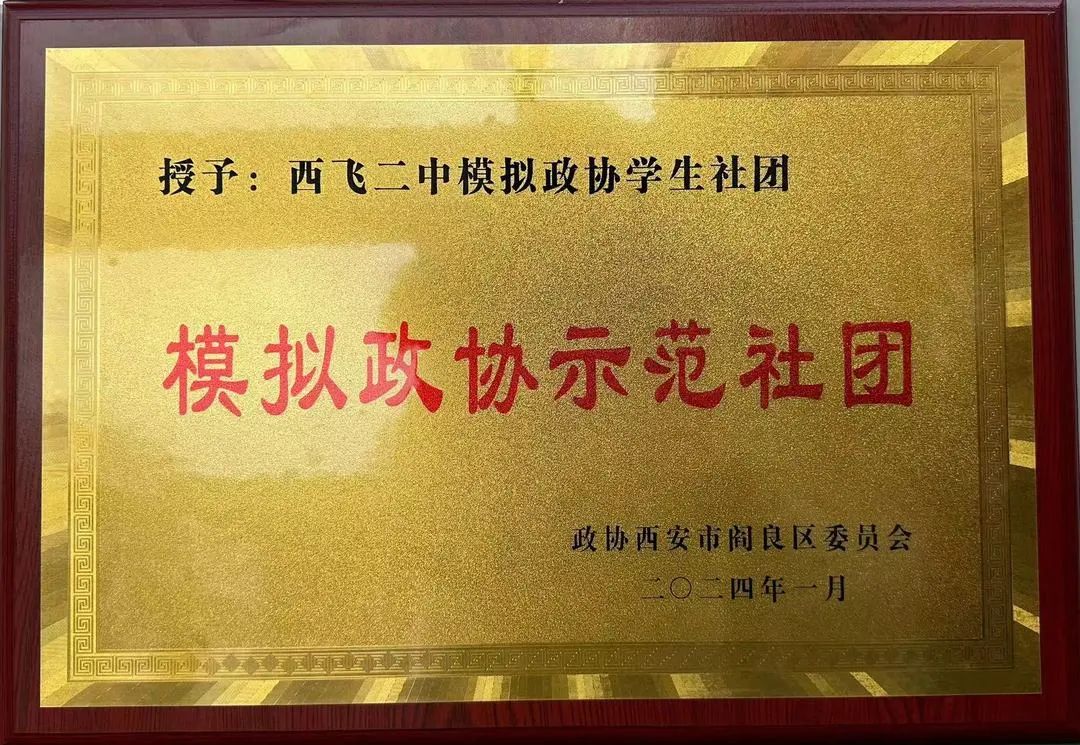 授予：西飞二中模拟政协学生社团
模拟政协示范社团
政协西安市阎良区委员会
二〇二四年一月